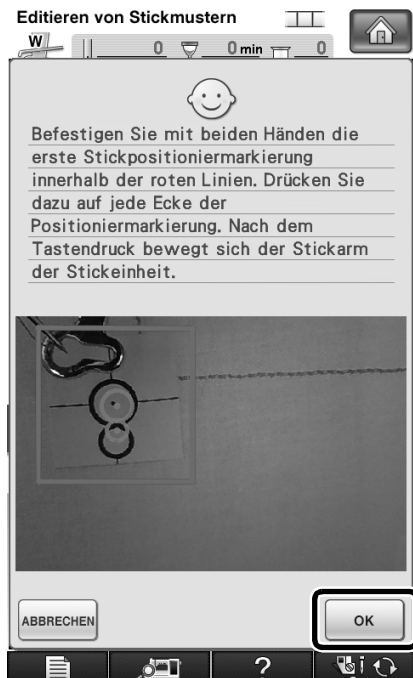 Editieren von Stickmustern
W
0 0 min 0
Befestigen Sie mit beiden Händen die
erste Stickpositioniermarkierung
innerhalb der roten Linien. Drücken Sie
dazu auf jede Ecke der
Positioniermarkierung. Nach dem
Tastendruck bewegt sich der Stickarm
der Stickeinheit.
ABBRECHEN OK
? i